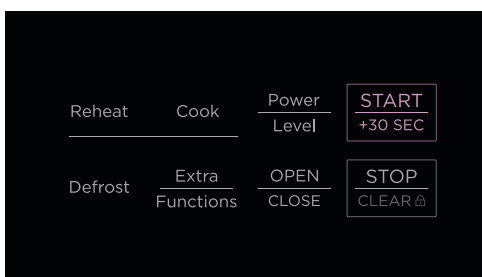 Reheat
Cook
Power
Level
START
+30 SEC
Defrost
Extra
Functions
OPEN
CLOSE
STOP
CLEAR